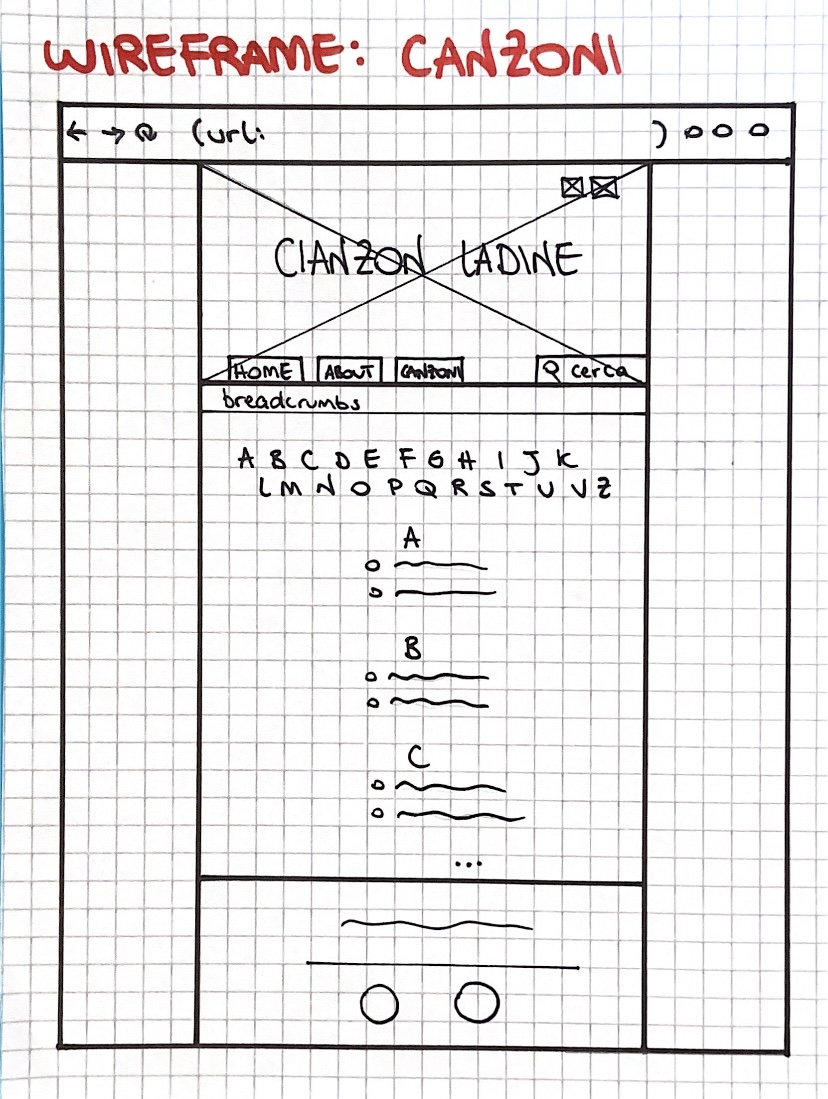 WIREFRAME: CANZONI
(url: )
CIANZON LADINE
HOME ABOUT CANZONI cerca
breadcrumbs
A B C D E F G H I J K
L M N O P Q R S T U V Z
A
B
C
...